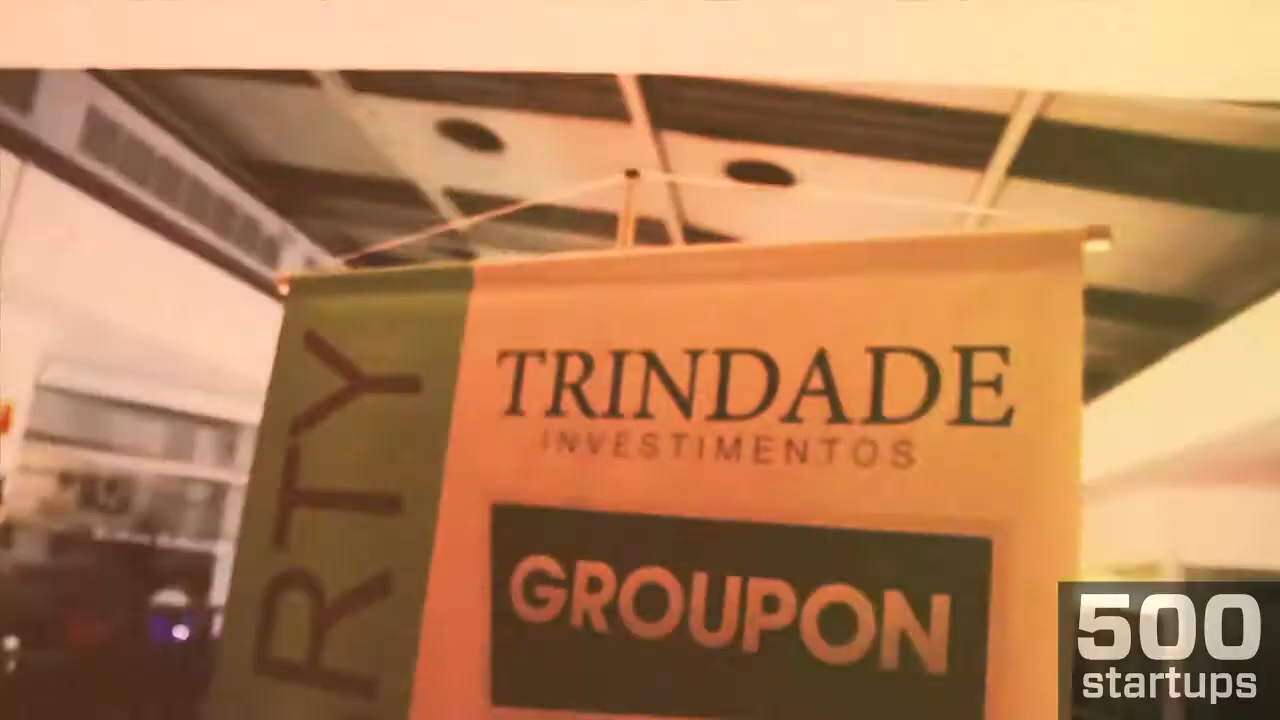 RTY
TRINDADE
INVESTIMENTOS
GROUPON
500
startups